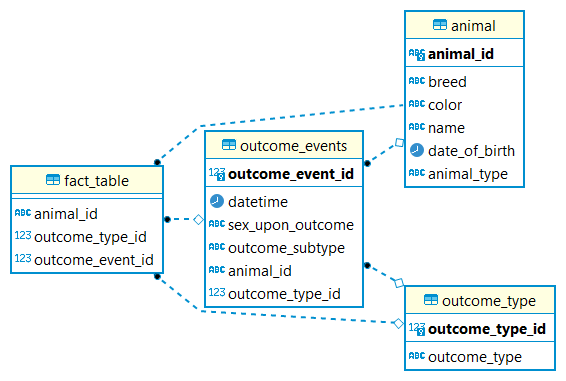 animal
ABC animal_id
ABC breed
ABC color
ABC name
date_of_birth
ABC animal_type
outcome_events
123 outcome_event_id
datetime
ABC sex_upon_outcome
ABC outcome_subtype
ABC animal_id
123 outcome_type_id
fact_table
ABC animal_id
123 outcome_type_id
123 outcome_event_id
outcome_type
123 outcome_type_id
ABC outcome_type